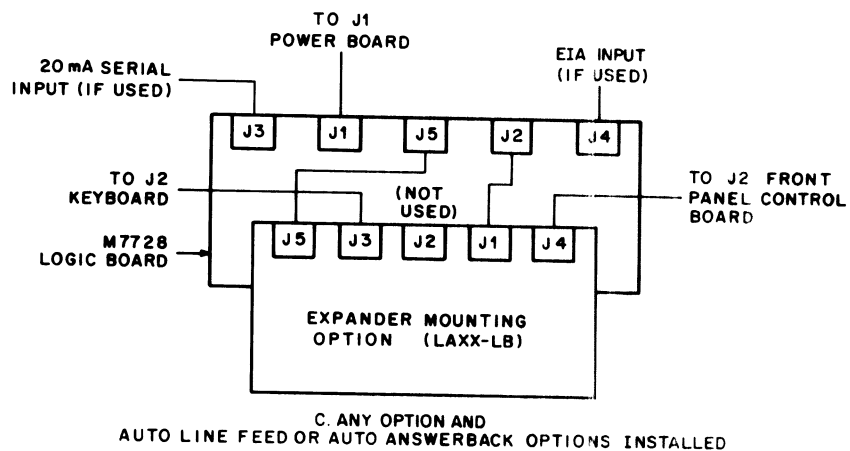 TO J1
POWER BOARD
20mA SERIAL
INPUT (IF USED)
EIA INPUT
(IF USED)
J3
J1
J5
J2
J4
TO J2
KEYBOARD
(NOT
USED)
TO J2 FRONT
PANEL CONTROL
BOARD
M7728
LOGIC BOARD
J5
J3
J2
J1
J4
EXPANDER MOUNTING
OPTION (LAXX-LB)
C. ANY OPTION AND
AUTO LINE FEED OR AUTO ANSWERBACK OPTIONS INSTALLED